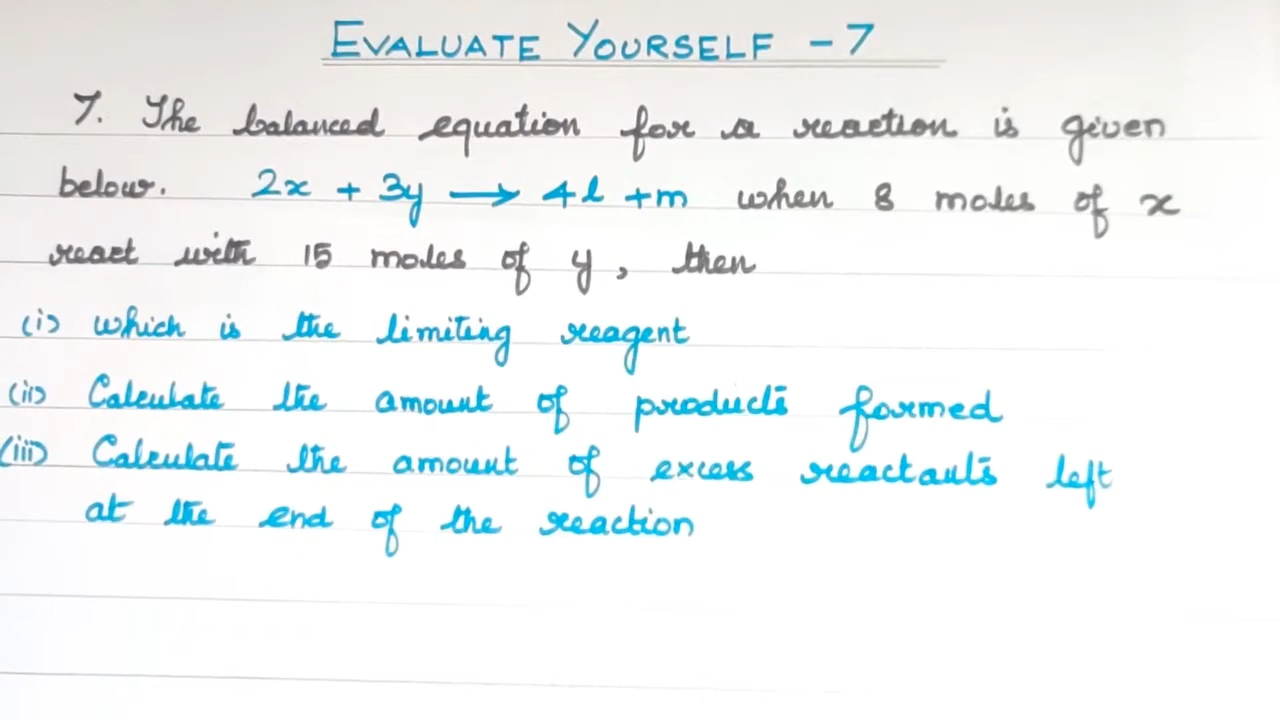 EVALUATE YOURSELF - 7
7. The balanced equation for a reaction is given
below. 2x + 3y → 4l + m when 8 moles of x
react with 15 moles of y, then
(i) which is the limiting reagent
(ii) Calculate the amount of products formed
(iii) Calculate the amount of excess reactants left
at the end of the reaction